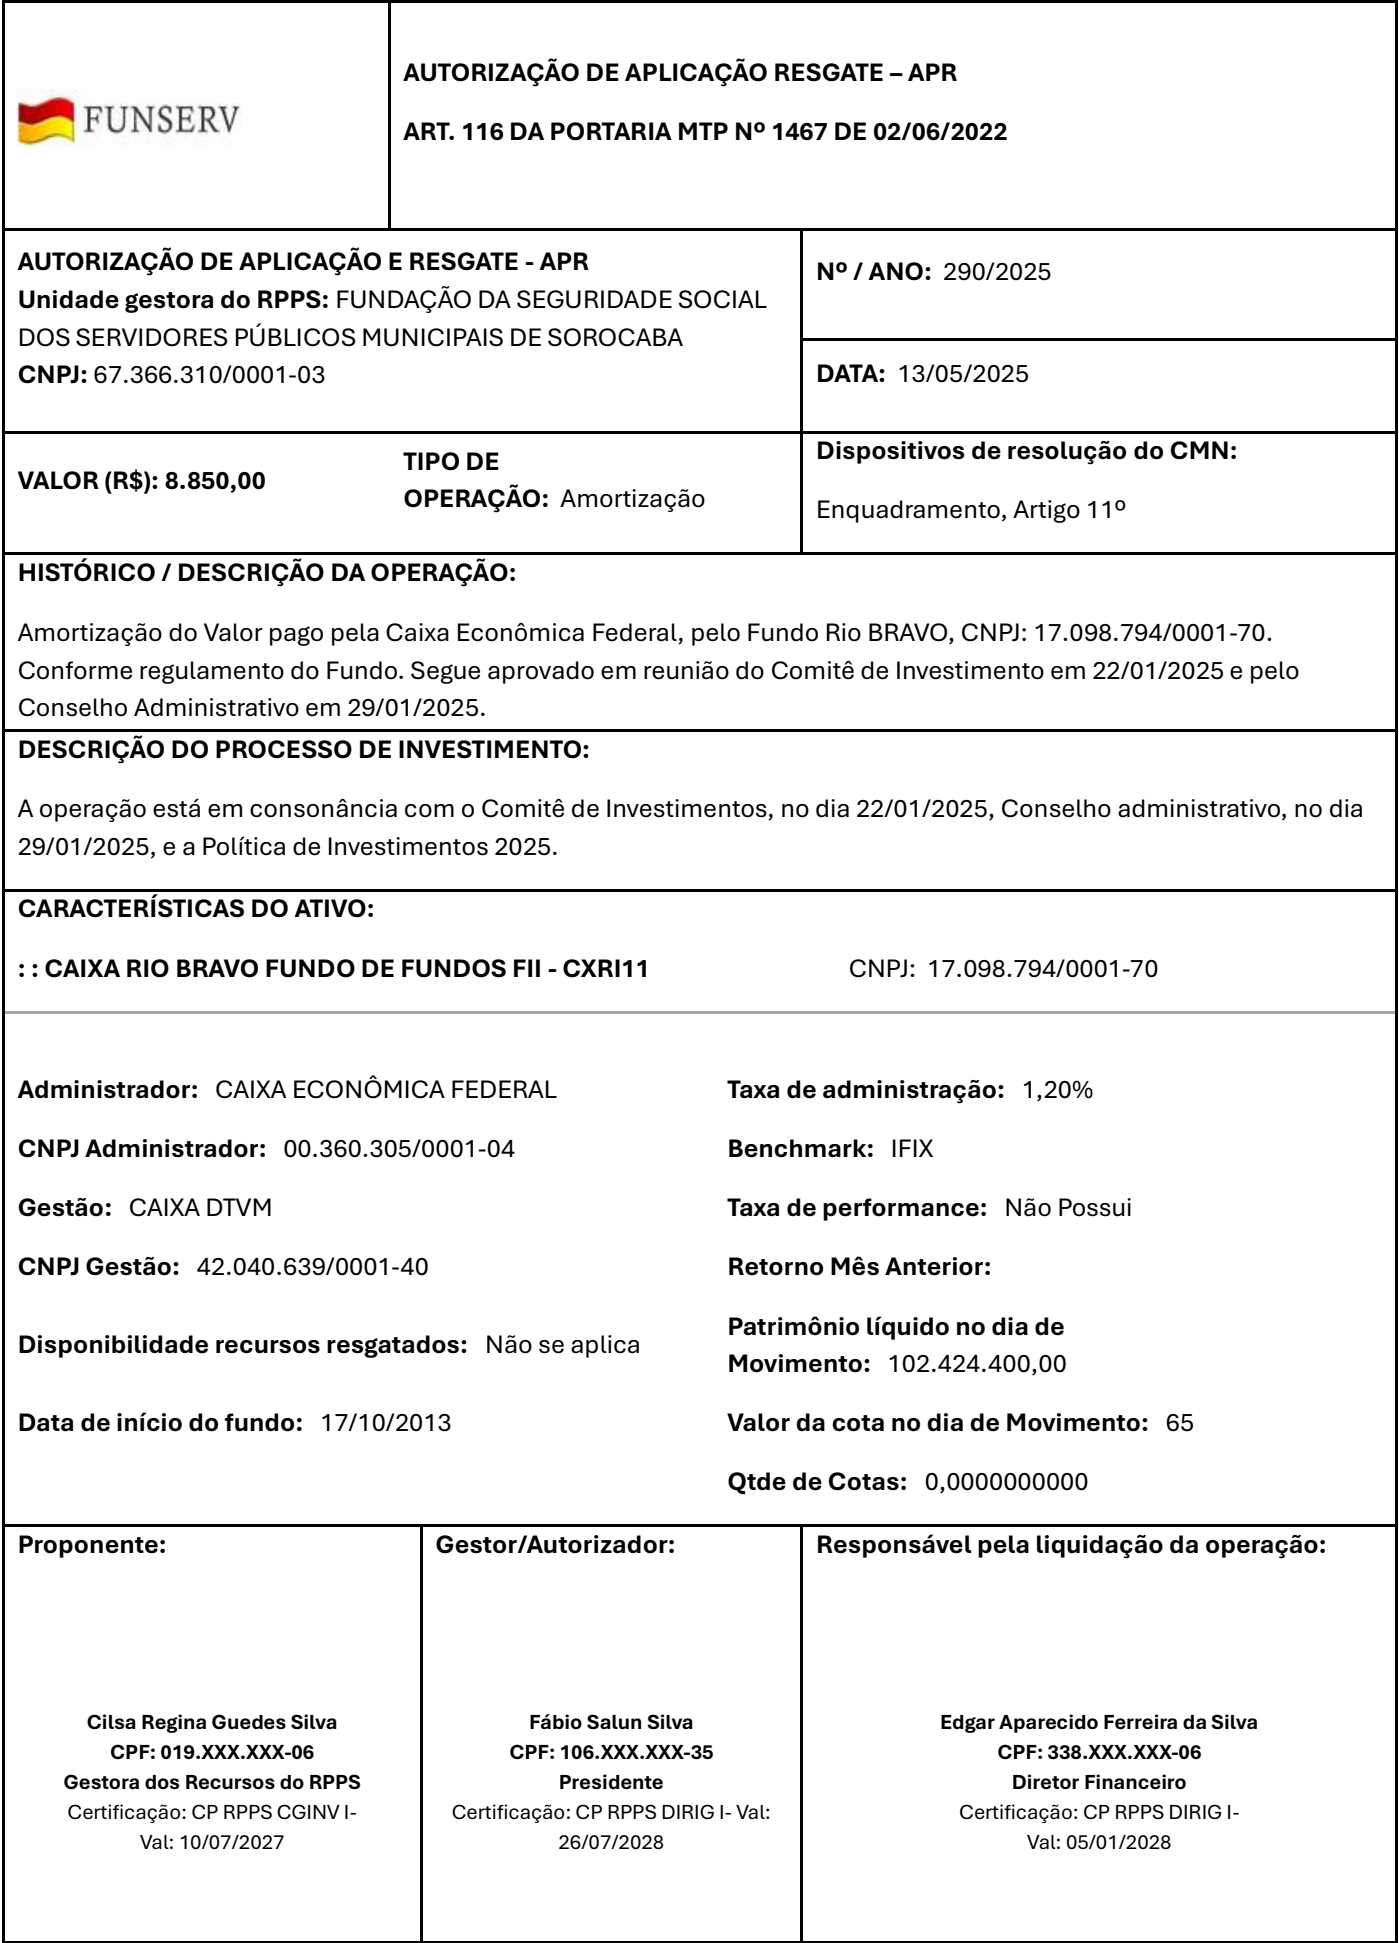 FUNSERV
AUTORIZAÇÃO DE APLICAÇÃO RESGATE – APR
ART. 116 DA PORTARIA MTP Nº 1467 DE 02/06/2022
AUTORIZAÇÃO DE APLICAÇÃO E RESGATE - APR
Unidade gestora do RPPS: FUNDAÇÃO DA SEGURIDADE SOCIAL
DOS SERVIDORES PÚBLICOS MUNICIPAIS DE SOROCABA
CNPJ: 67.366.310/0001-03
Nº / ANO: 290/2025
DATA: 13/05/2025
VALOR (R$): 8.850,00
TIPO DE
OPERAÇÃO: Amortização
Dispositivos de resolução do CMN:
Enquadramento, Artigo 11º
HISTÓRICO / DESCRIÇÃO DA OPERAÇÃO:
Amortização do Valor pago pela Caixa Econômica Federal, pelo Fundo Rio BRAVO, CNPJ: 17.098.794/0001-70.
Conforme regulamento do Fundo. Segue aprovado em reunião do Comitê de Investimento em 22/01/2025 e pelo
Conselho Administrativo em 29/01/2025.
DESCRIÇÃO DO PROCESSO DE INVESTIMENTO:
A operação está em consonância com o Comitê de Investimentos, no dia 22/01/2025, Conselho administrativo, no dia
29/01/2025, e a Política de Investimentos 2025.
CARACTERÍSTICAS DO ATIVO:
: : CAIXA RIO BRAVO FUNDO DE FUNDOS FII - CXRI11 CNPJ: 17.098.794/0001-70
Administrador: CAIXA ECONÔMICA FEDERAL
CNPJ Administrador: 00.360.305/0001-04
Gestão: CAIXA DTVM
CNPJ Gestão: 42.040.639/0001-40
Disponibilidade recursos resgatados: Não se aplica
Data de início do fundo: 17/10/2013
Taxa de administração: 1,20%
Benchmark: IFIX
Taxa de performance: Não Possui
Retorno Mês Anterior:
Patrimônio líquido no dia de
Movimento: 102.424.400,00
Valor da cota no dia de Movimento: 65
Qtde de Cotas: 0,0000000000
Proponente:
Cilsa Regina Guedes Silva
CPF: 019.XXX.XXX-06
Gestora dos Recursos do RPPS
Certificação: CP RPPS CGINV I-
Val: 10/07/2027
Gestor/Autorizador:
Fábio Salun Silva
CPF: 106.XXX.XXX-35
Presidente
Certificação: CP RPPS DIRIG I- Val:
26/07/2028
Responsável pela liquidação da operação:
Edgar Aparecido Ferreira da Silva
CPF: 338.XXX.XXX-06
Diretor Financeiro
Certificação: CP RPPS DIRIG I-
Val: 05/01/2028